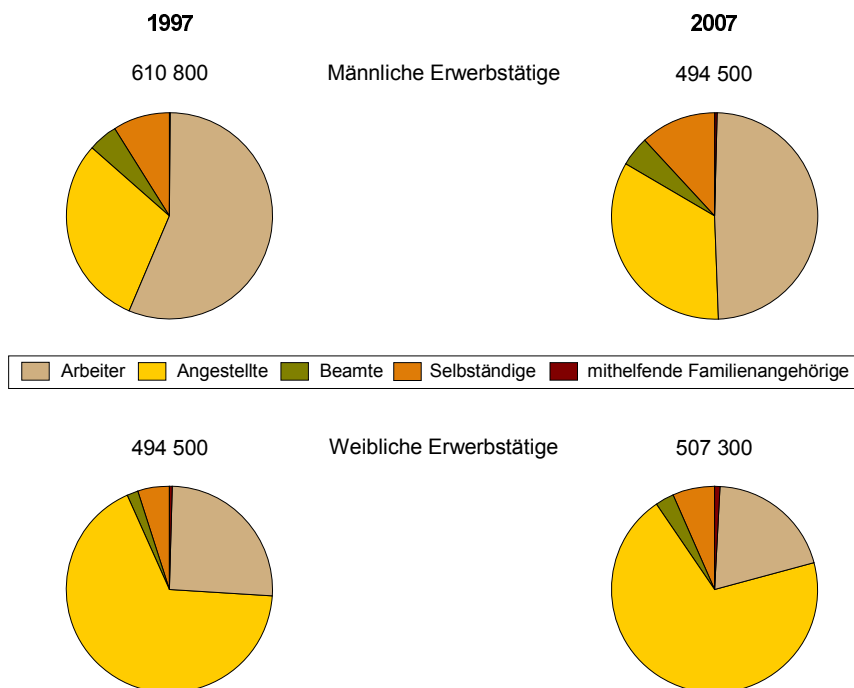 1997 2007
610 800 Männliche Erwerbstätige 494 500
Arbeiter Angestellte Beamte Selbständige mithelfende Familienangehörige
494 500 Weibliche Erwerbstätige 507 300